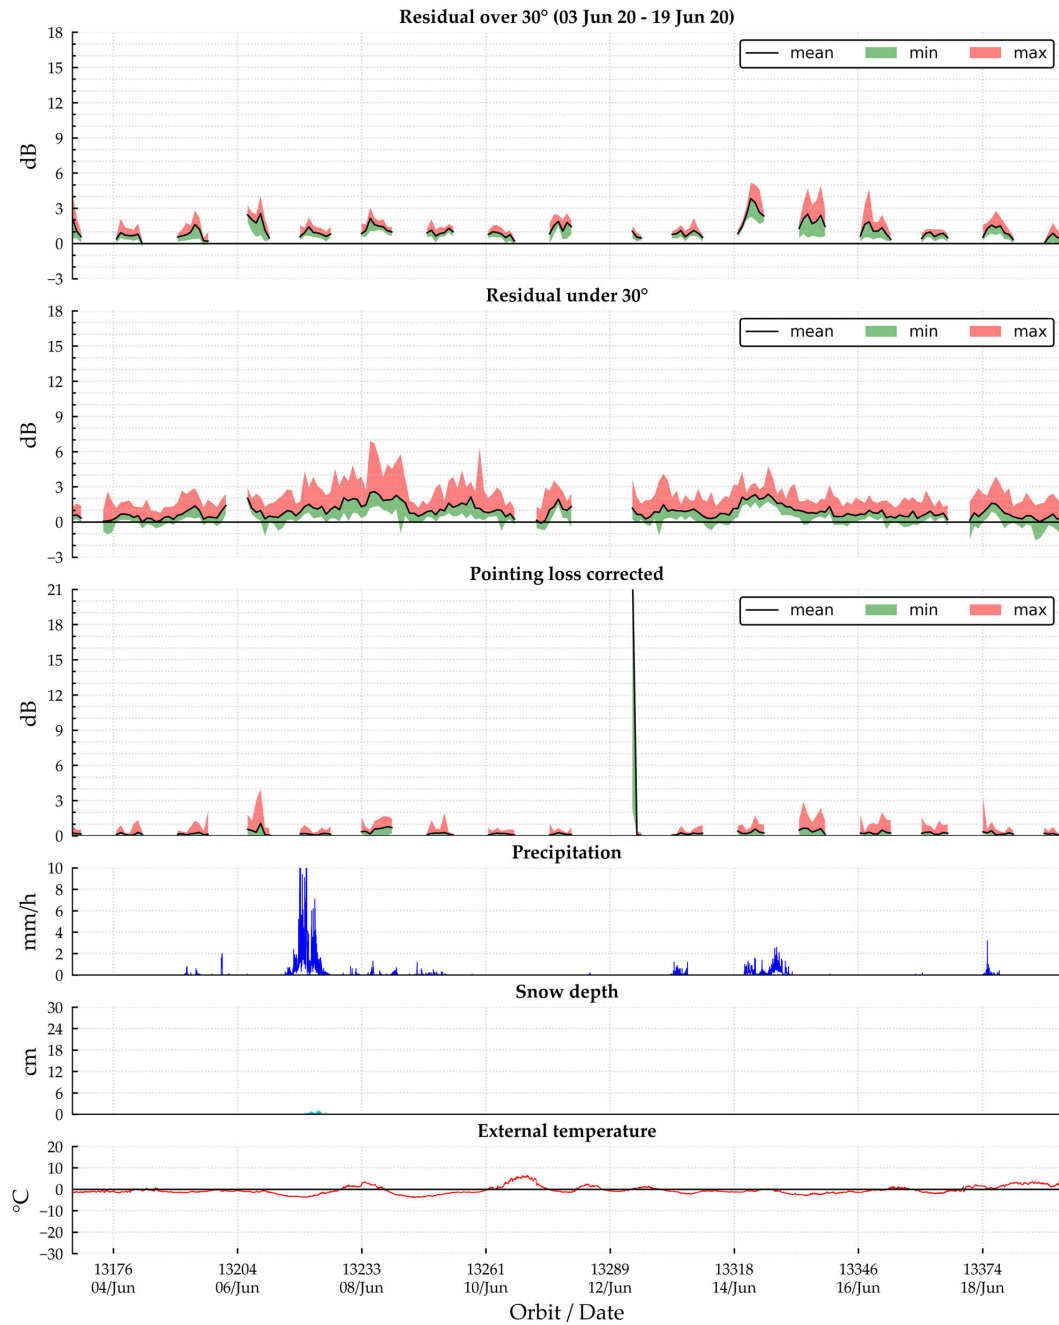 Residual over 30° (03 Jun 20 - 19 Jun 20)
18
15
12
9
6
3
0
−3
dB
mean min max
Residual under 30°
18
15
12
9
6
3
0
−3
dB
mean min max
Pointing loss corrected
21
18
15
12
9
6
3
0
dB
mean min max
Precipitation
10
8
6
4
2
0
mm/h
Snow depth
30
24
18
12
6
0
cm
External temperature
20
10
0
−10
−20
−30
°C
13176 13204 13233 13261 13289 13318 13346 13374
04/Jun 06/Jun 08/Jun 10/Jun 12/Jun 14/Jun 16/Jun 18/Jun
Orbit / Date